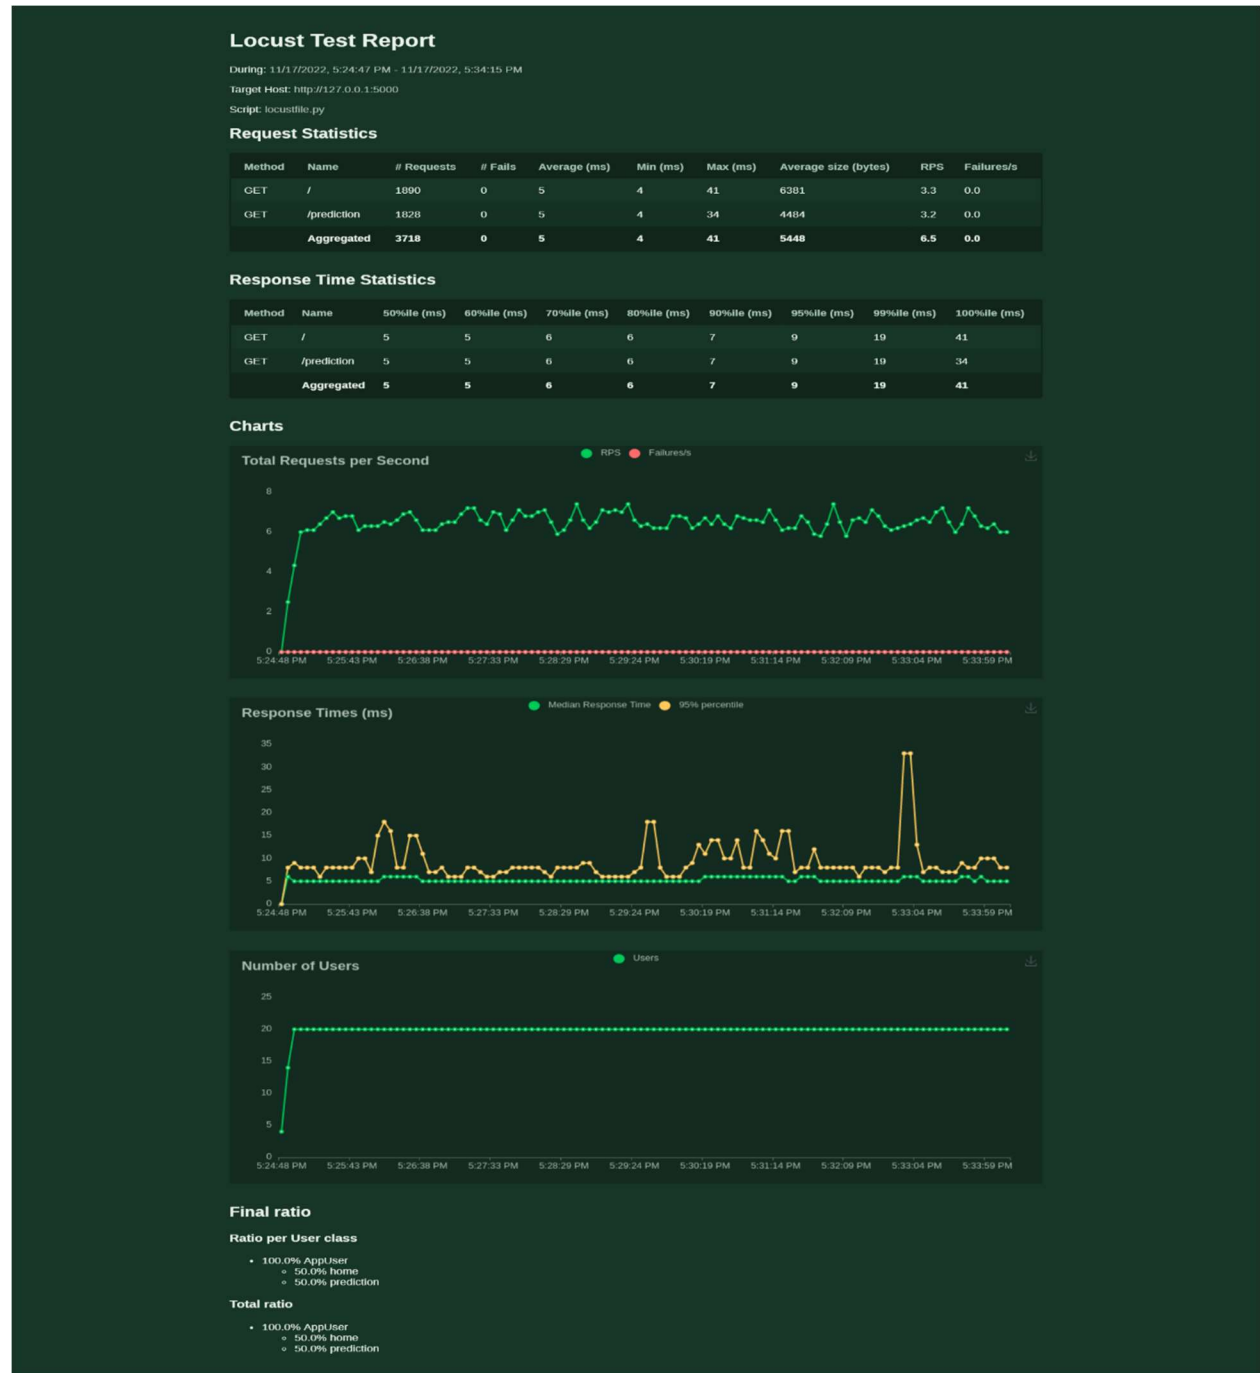 Locust Test Report
During: 11/17/2022, 5:24:47 PM - 11/17/2022, 5:34:15 PM
Target Host: http://127.0.0.1:5000
Script: locustfile.py
Request Statistics
Method Name # Requests # Fails Average (ms) Min (ms) Max (ms) Average size (bytes) RPS Failures/s
GET / 1890 0 5 4 41 6381 3.3 0.0
GET /prediction 1828 0 5 4 34 4484 3.2 0.0
Aggregated 3718 0 5 4 41 5448 6.5 0.0
Response Time Statistics
Method Name 50%ile (ms) 60%ile (ms) 70%ile (ms) 80%ile (ms) 90%ile (ms) 95%ile (ms) 99%ile (ms) 100%ile (ms)
GET / 5 5 6 6 7 9 19 41
GET /prediction 5 5 6 6 7 9 19 34
Aggregated 5 5 6 6 7 9 19 41
Charts
Total Requests per Second
RPS Failures/s
8
6
4
2
0
5:24:48 PM 5:25:43 PM 5:26:38 PM 5:27:33 PM 5:28:29 PM 5:29:24 PM 5:30:19 PM 5:31:14 PM 5:32:09 PM 5:33:04 PM 5:33:59 PM
Response Times (ms)
Median Response Time 95% percentile
35
30
25
20
15
10
5
0
5:24:48 PM 5:25:43 PM 5:26:38 PM 5:27:33 PM 5:28:29 PM 5:29:24 PM 5:30:19 PM 5:31:14 PM 5:32:09 PM 5:33:04 PM 5:33:59 PM
Number of Users
Users
25
20
15
10
5
0
5:24:48 PM 5:25:43 PM 5:26:38 PM 5:27:33 PM 5:28:29 PM 5:29:24 PM 5:30:19 PM 5:31:14 PM 5:32:09 PM 5:33:04 PM 5:33:59 PM
Final ratio
Ratio per User class
• 100.0% AppUser
◦ 50.0% home
◦ 50.0% prediction
Total ratio
• 100.0% AppUser
◦ 50.0% home
◦ 50.0% prediction